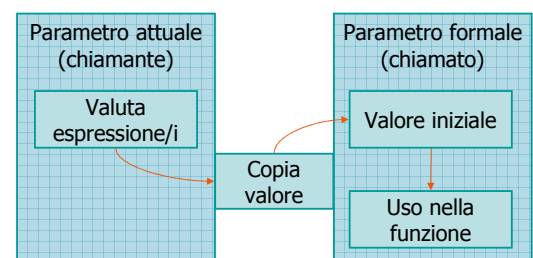 Parametro attuale
(chiamante)
Valuta
espressione/i
Copia
valore
Parametro formale
(chiamato)
Valore iniziale
Uso nella
funzione